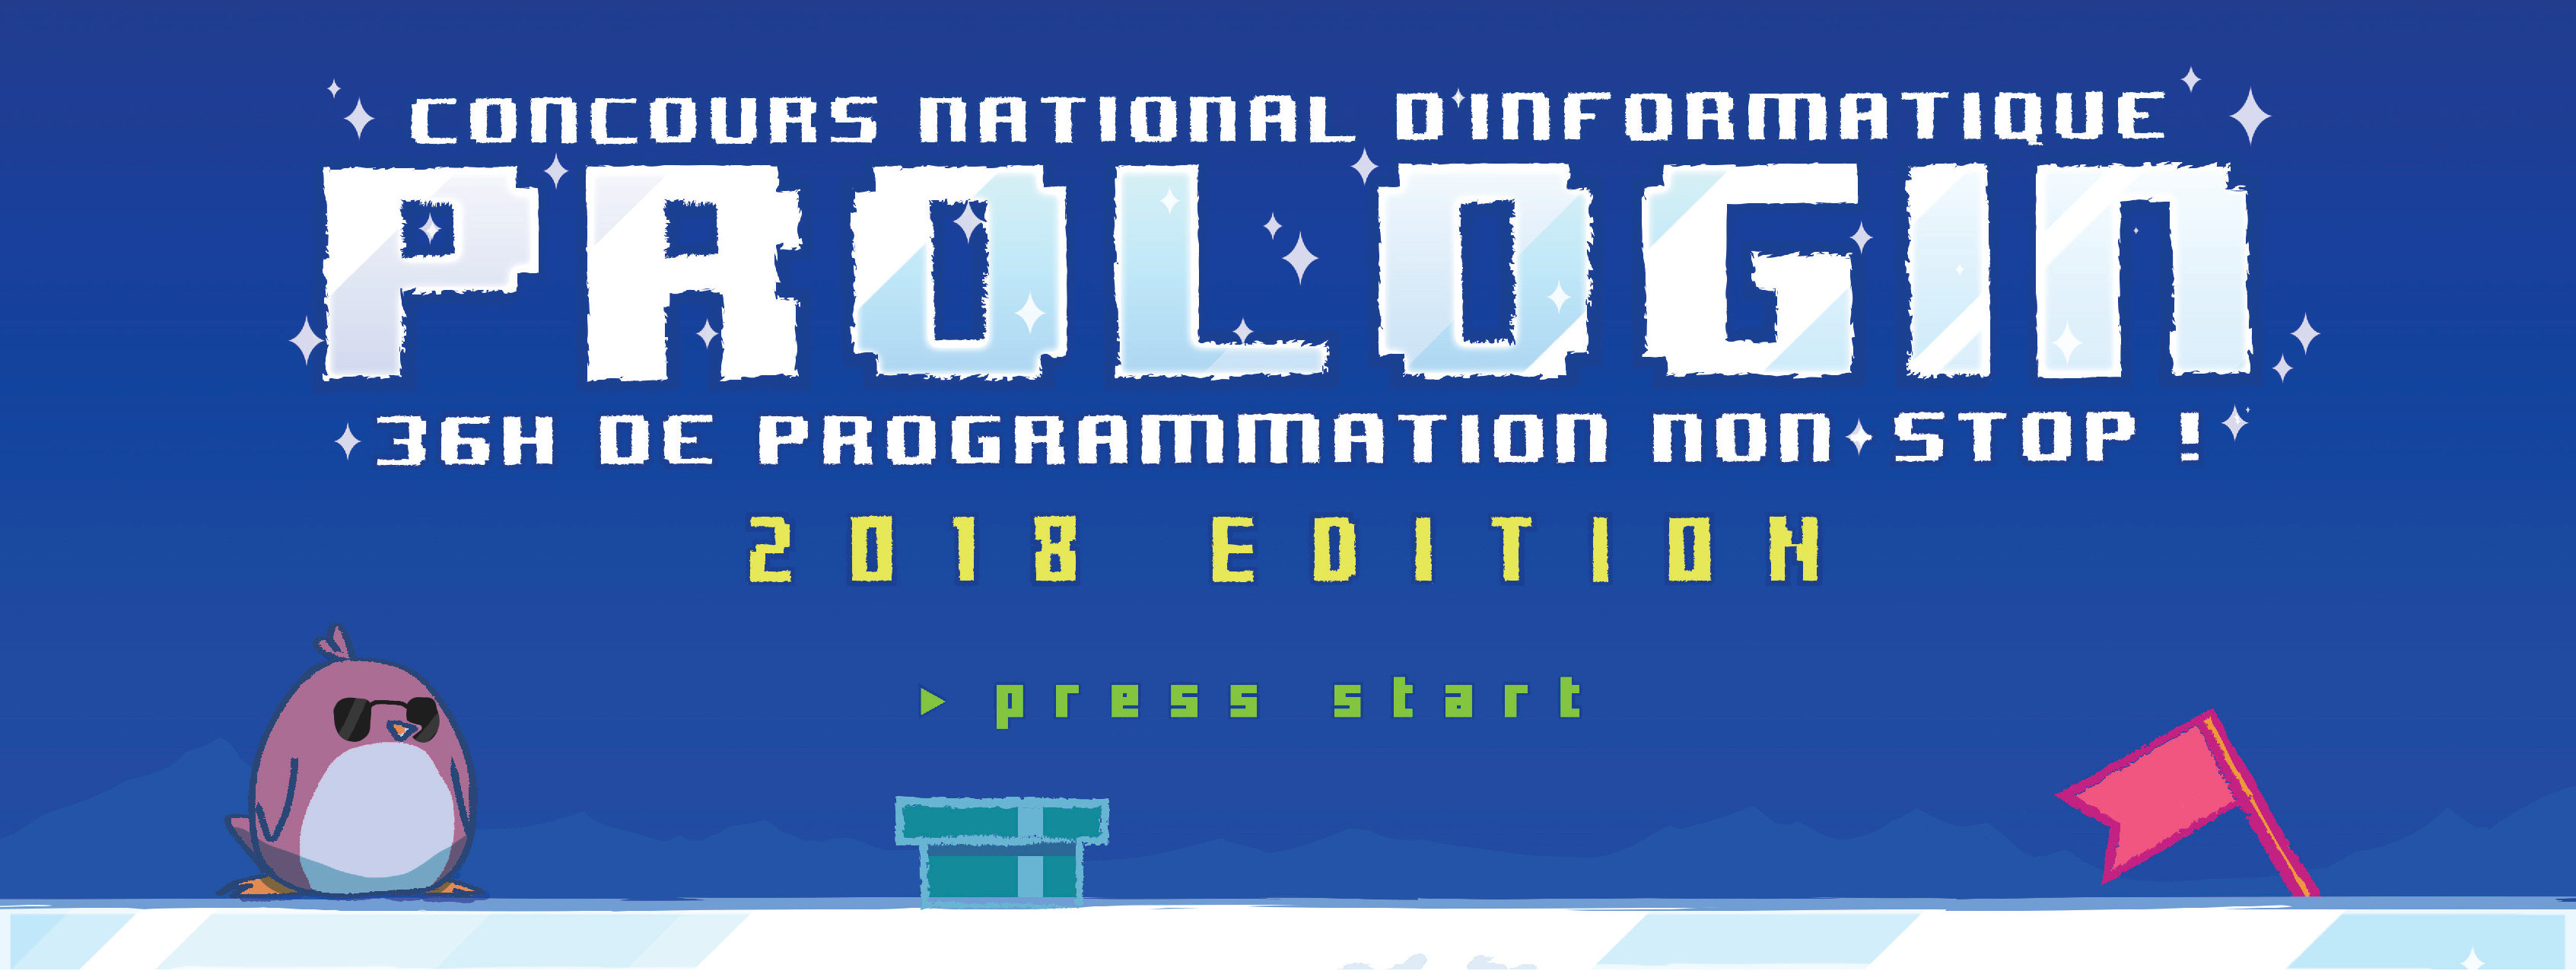 CONCOURS NATIONAL D'INFORMATIQUE
PROLOGIN
36H DE PROGRAMMATION NON STOP !
2018 EDITION
press start